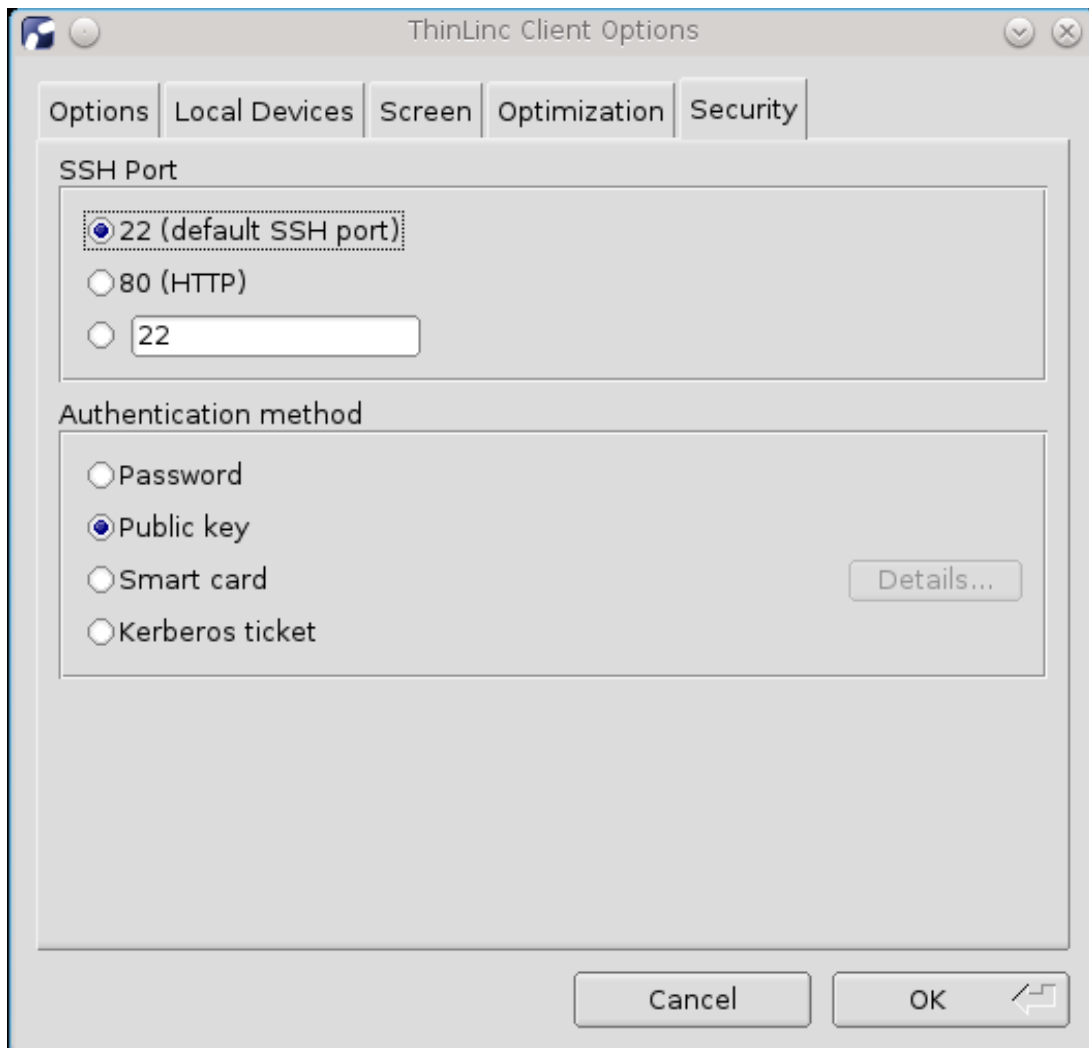 ThinLinc Client Options
Options Local Devices Screen Optimization Security
SSH Port
22 (default SSH port)
80 (HTTP)
22
Authentication method
Password
Public key
Smart card Details...
Kerberos ticket
Cancel OK